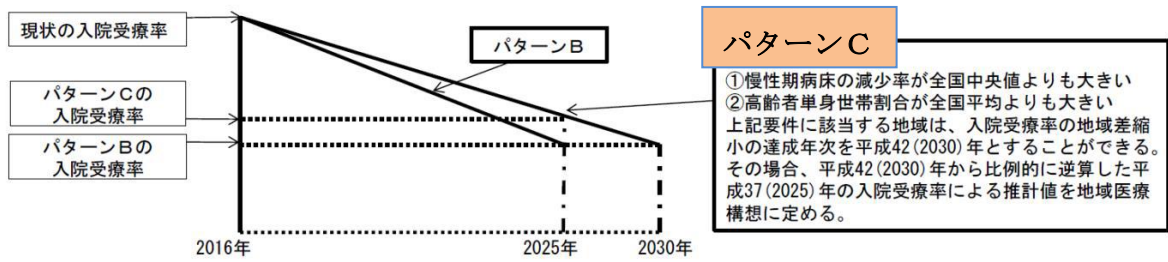 現状の入院受療率
パターンCの
入院受療率
パターンBの
入院受療率
パターンB
パターンC
①慢性期病床の減少率が全国中央値よりも大きい
②高齢者単身世帯割合が全国平均よりも大きい
上記要件に該当する地域は、入院受療率の地域差縮
小の達成年次を平成42(2030)年とすることができる。
その場合、平成42(2030)年から比例的に逆算した平
成37(2025)年の入院受療率による推計値を地域医療
構想に定める。
2016年
2025年
2030年